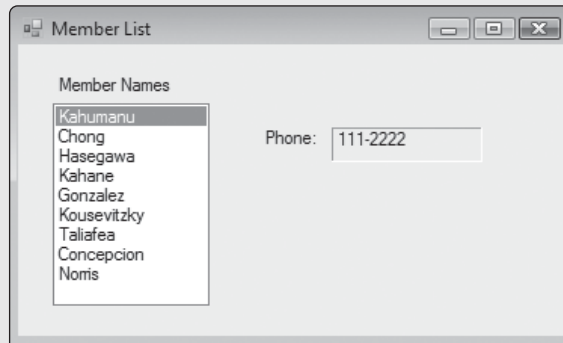 Member List
Member Names
Kahumanu
Chong
Hasegawa
Kahane
Gonzalez
Kousevitzky
Taliafea
Concepcion
Norris
Phone: 111-2222